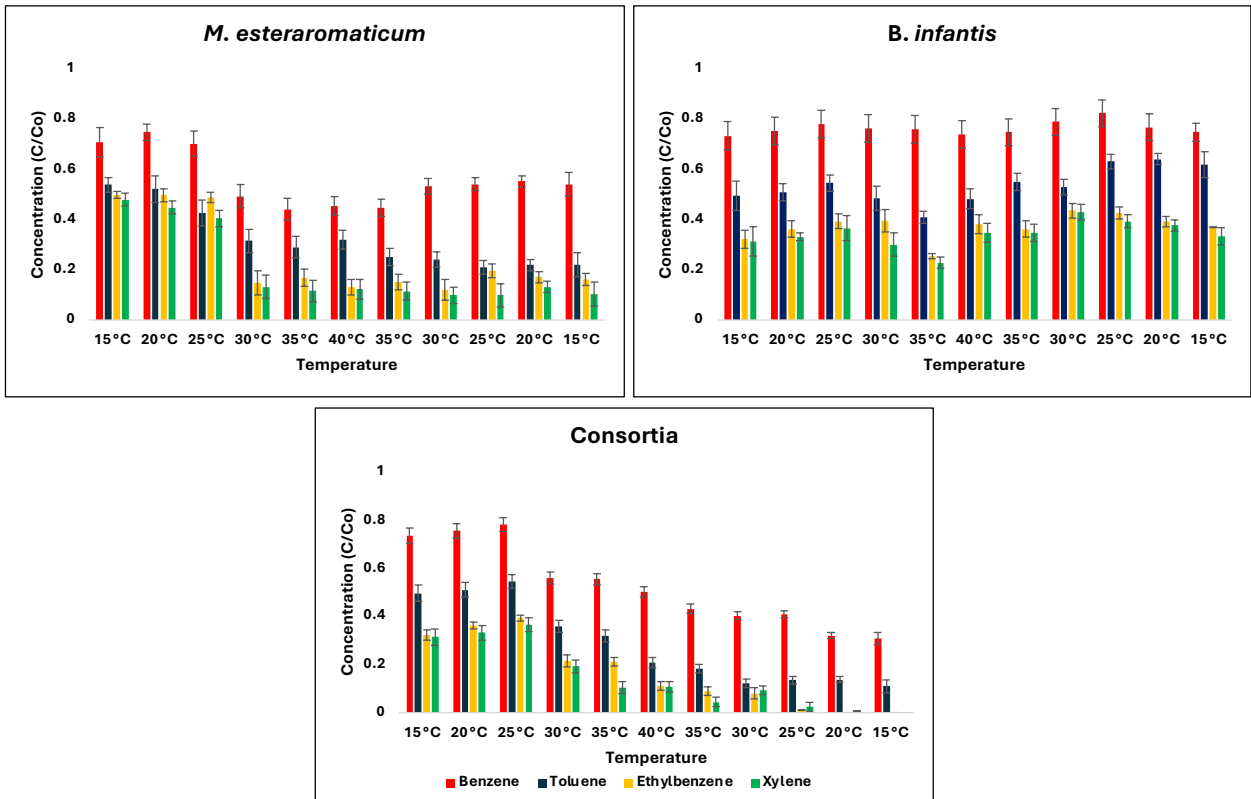 M. esteraromaticum
1
0.8
0.6
0.4
0.2
0
Concentration (C/Co)
15°C 20°C 25°C 30°C 35°C 40°C 35°C 30°C 25°C 20°C 15°C
Temperature
B. infantis
1
0.8
0.6
0.4
0.2
0
Concentration (C/Co)
15°C 20°C 25°C 30°C 35°C 40°C 35°C 30°C 25°C 20°C 15°C
Temperature
Consortia
1
0.8
0.6
0.4
0.2
0
Concentration (C/Co)
15°C 20°C 25°C 30°C 35°C 40°C 35°C 30°C 25°C 20°C 15°C
Temperature
Benzene Toluene Ethylbenzene Xylene